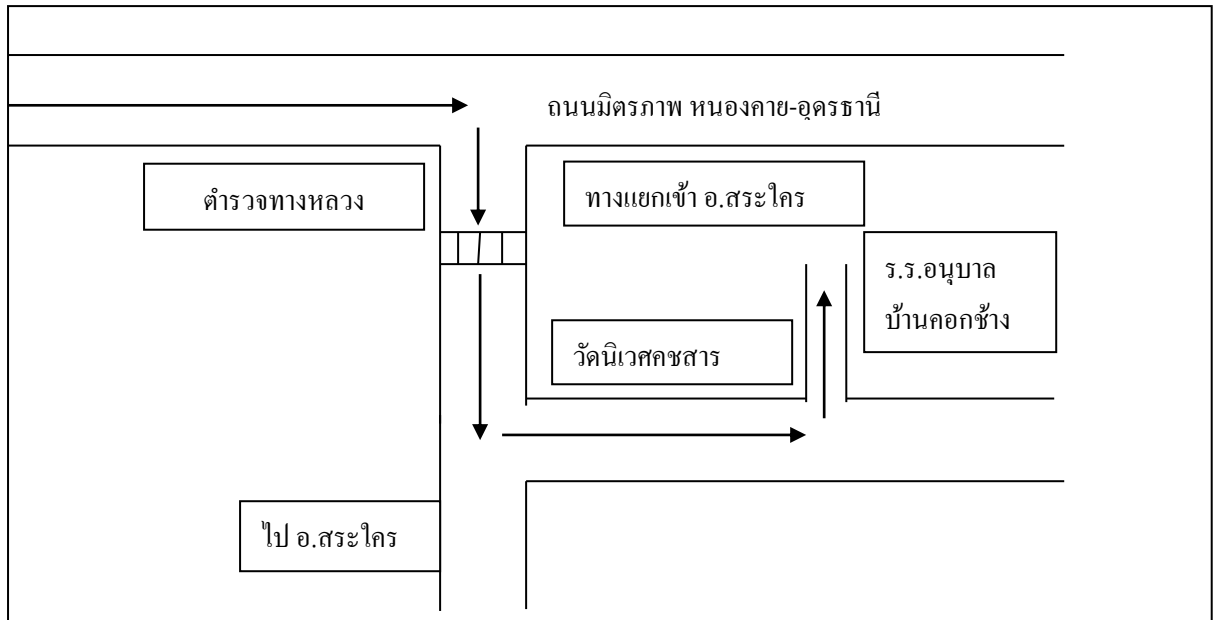 ถนนมิตรภาพ หนองคาย-อุดรธานี
ตำรวจทางหลวง
ทางแยกเข้า อ.สระใคร
ร.ร.อนุบาล
บ้านคอกช้าง
วัดนิเวศคชสาร
ไป อ.สระใคร